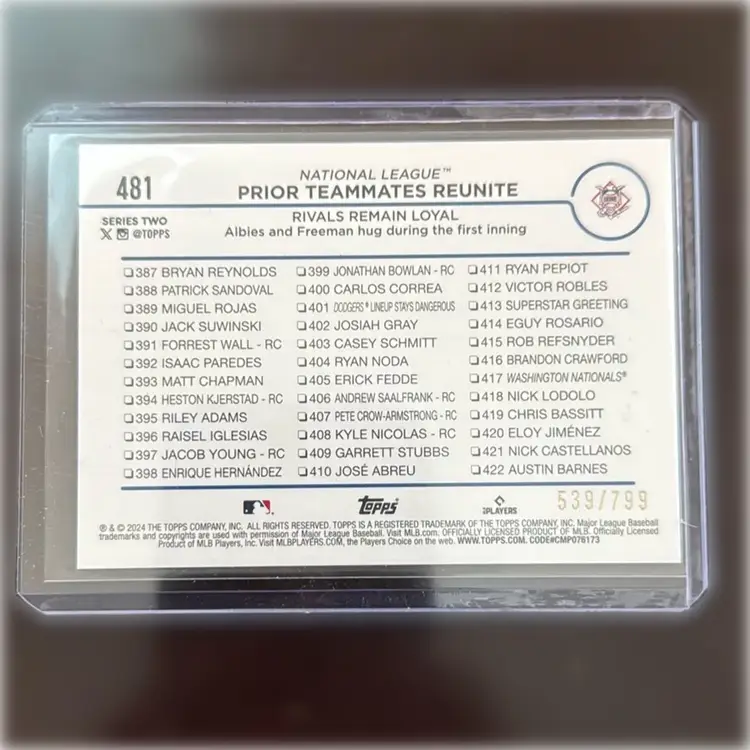 481
NATIONAL LEAGUE™
PRIOR TEAMMATES REUNITE
SERIES TWO
@TOPPS
RIVALS REMAIN LOYAL
Albies and Freeman hug during the first inning
387 BRYAN REYNOLDS
388 PATRICK SANDOVAL
389 MIGUEL ROJAS
390 JACK SUWINSKI
391 FORREST WALL - RC
392 ISAAC PAREDES
393 MATT CHAPMAN
394 HESTON KJERSTAD - RC
395 RILEY ADAMS
396 RAISEL IGLESIAS
397 JACOB YOUNG - RC
398 ENRIQUE HERNÁNDEZ
399 JONATHAN BOWLAN - RC
400 CARLOS CORREA
401 DODGERS® LINEUP STAYS DANGEROUS
402 JOSIAH GRAY
403 CASEY SCHMITT
404 RYAN NODA
405 ERICK FEDDE
406 ANDREW SAALFRANK - RC
407 PETE CROW-ARMSTRONG - RC
408 KYLE NICOLAS - RC
409 GARRETT STUBBS
410 JOSÉ ABREU
411 RYAN PEPIOT
412 VICTOR ROBLES
413 SUPERSTAR GREETING
414 EGUY ROSARIO
415 ROB REFSNYDER
416 BRANDON CRAWFORD
417 WASHINGTON NATIONALS®
418 NICK LODOLO
419 CHRIS BASSITT
420 ELOY JIMÉNEZ
421 NICK CASTELLANOS
422 AUSTIN BARNES
TOPPS
PLAYERS
539/799
® & © 2024 THE TOPPS COMPANY, INC. ALL RIGHTS RESERVED. TOPPS IS A REGISTERED TRADEMARK OF THE TOPPS COMPANY, INC. Major League Baseball
trademarks and copyrights are used with permission of Major League Baseball. Visit MLB.com. OFFICIALLY LICENSED PRODUCT OF MLB. Officially Licensed
Product of MLB Players, Inc. Visit MLBPLAYERS.COM, the Players Choice on the web. WWW.TOPPS.COM. CODE#CMP076173